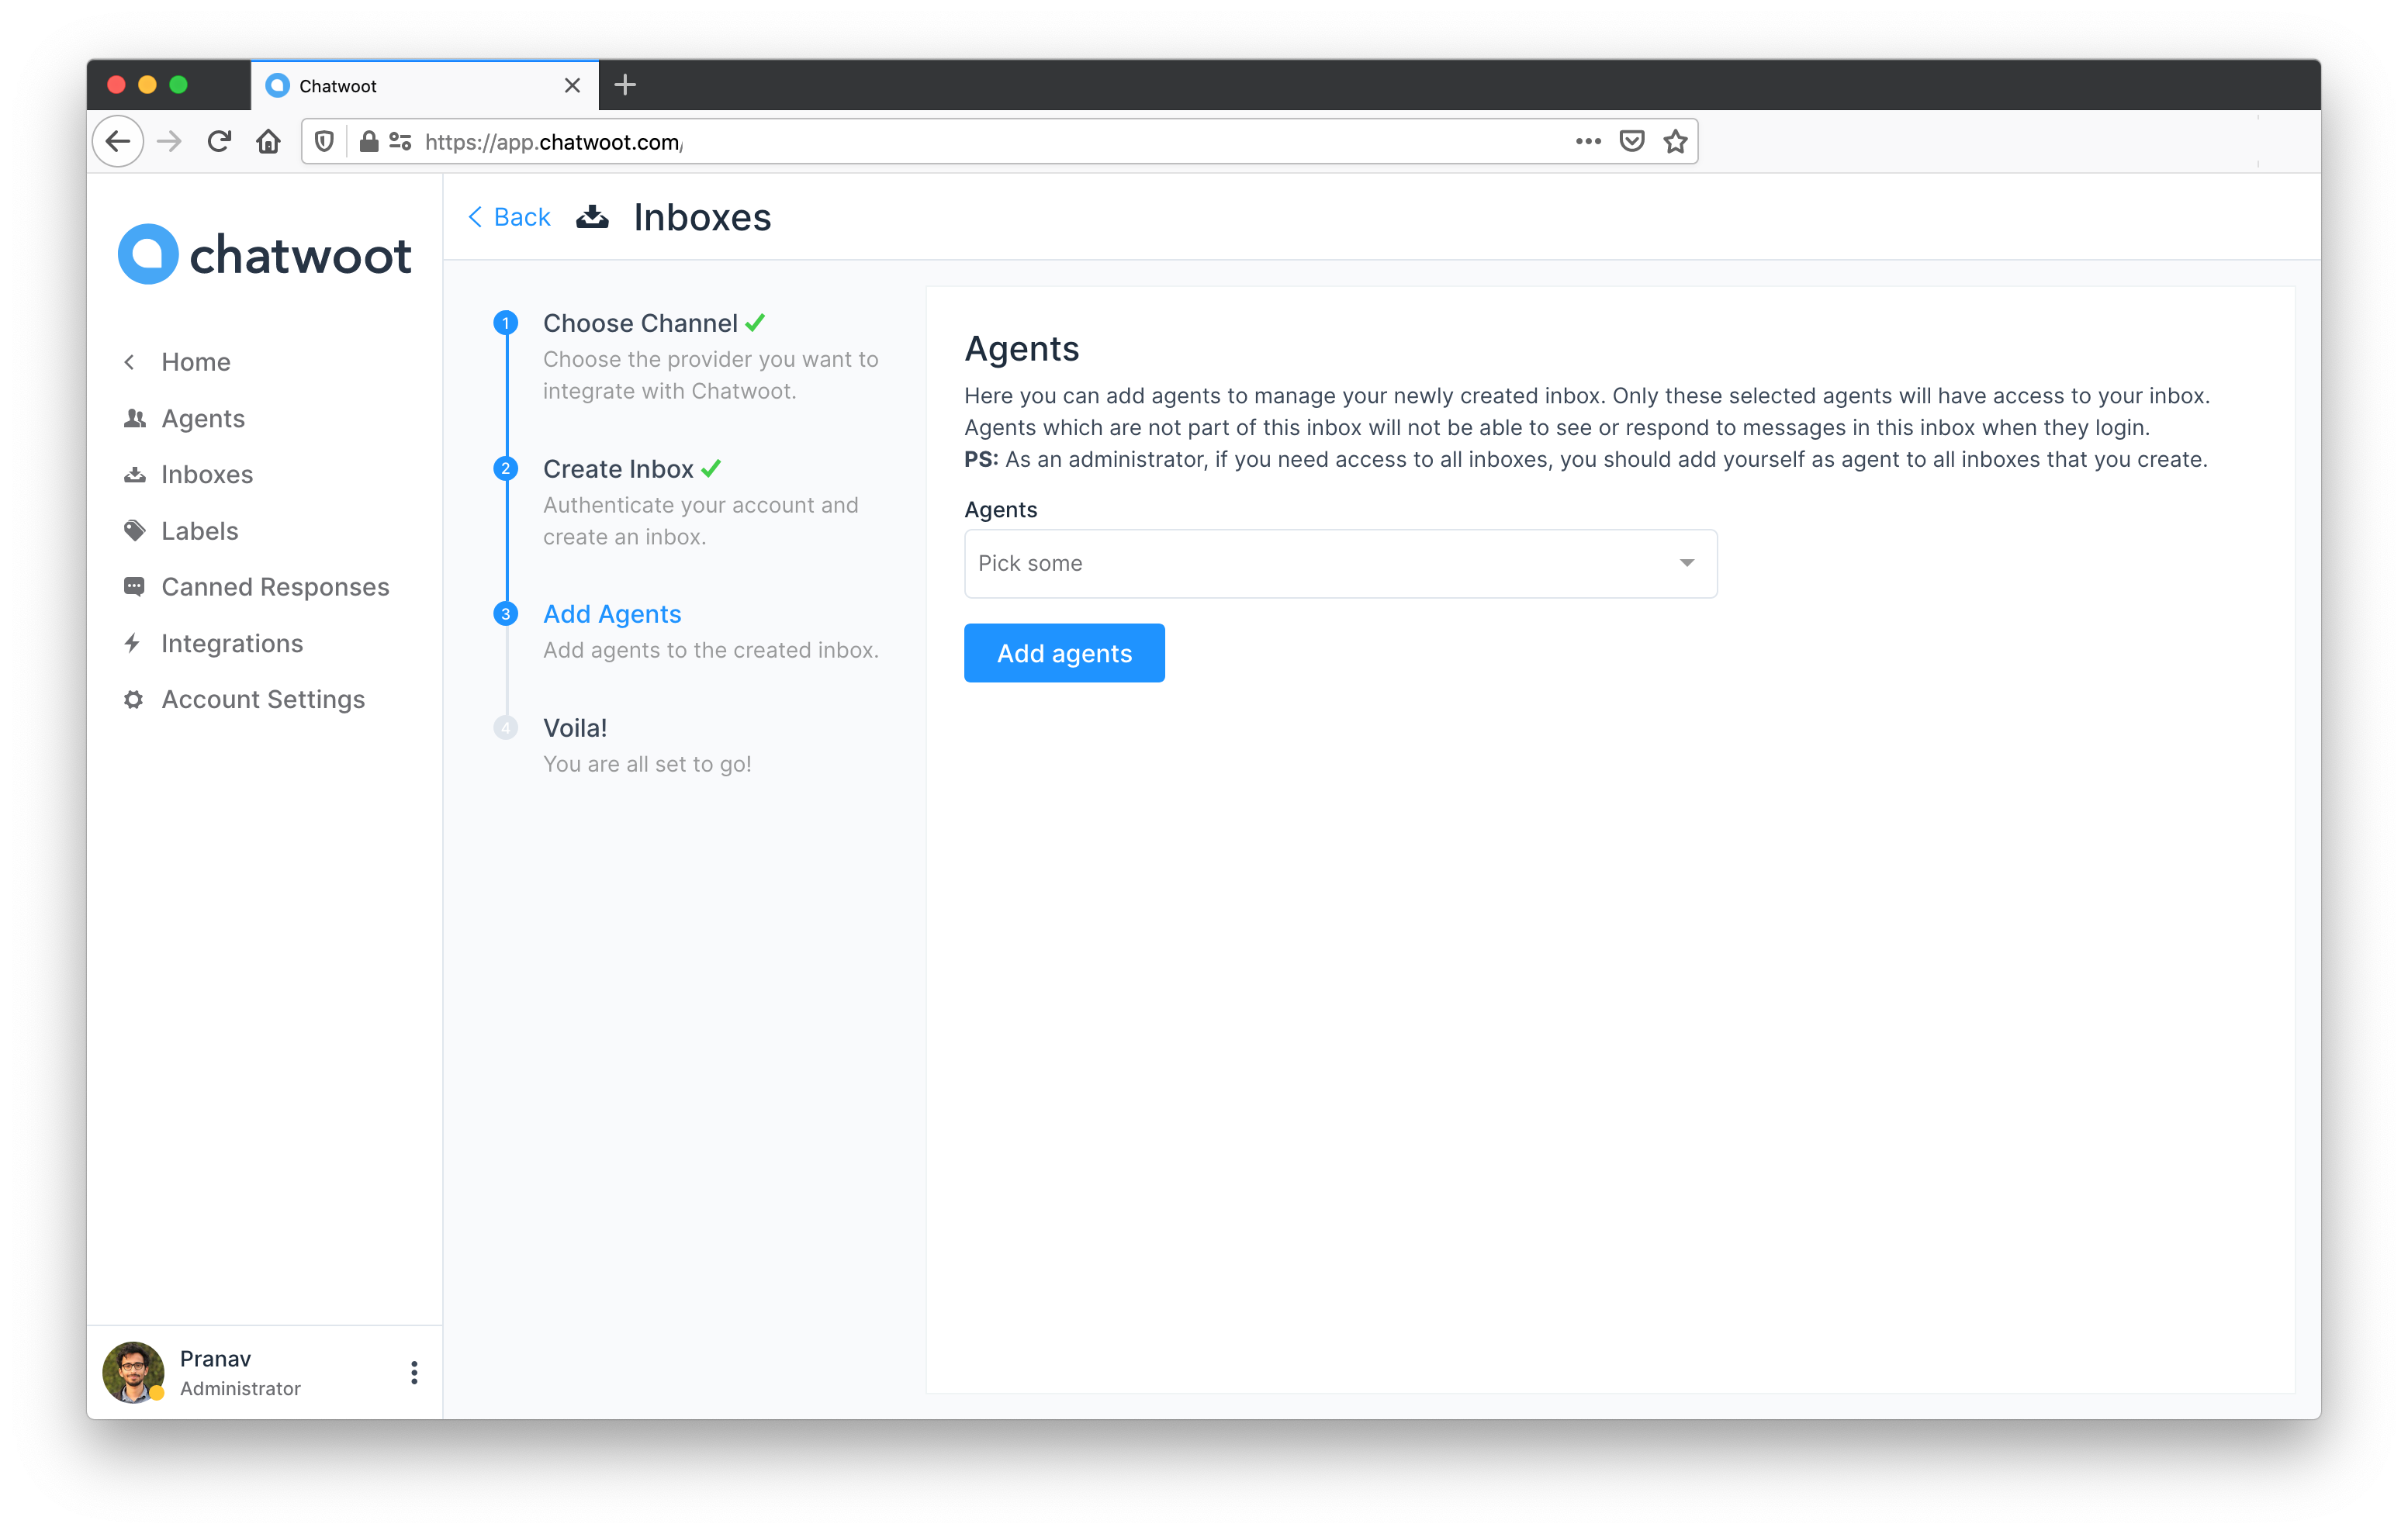 Chatwoot
https://app.chatwoot.com/
chatwoot
Home
Agents
Inboxes
Labels
Canned Responses
Integrations
Account Settings
Pranav
Administrator
Back
Inboxes
1
Choose Channel
Choose the provider you want to
integrate with Chatwoot.
2
Create Inbox
Authenticate your account and
create an inbox.
3
Add Agents
Add agents to the created inbox.
4
Voila!
You are all set to go!
Agents
Here you can add agents to manage your newly created inbox. Only these selected agents will have access to your inbox.
Agents which are not part of this inbox will not be able to see or respond to messages in this inbox when they login.
PS: As an administrator, if you need access to all inboxes, you should add yourself as agent to all inboxes that you create.
Agents
Pick some
Add agents